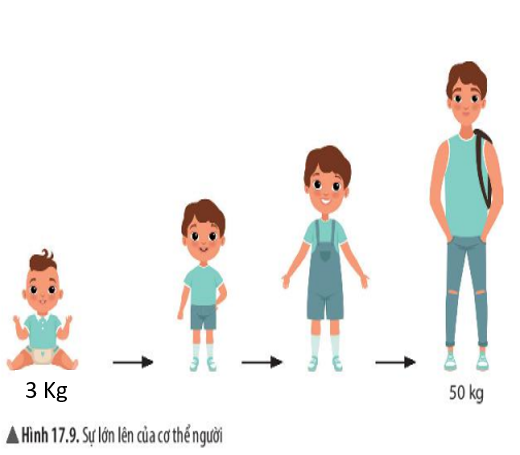 3 Kg
50 kg
▲ Hình 17.9. Sự lớn lên của cơ thể người